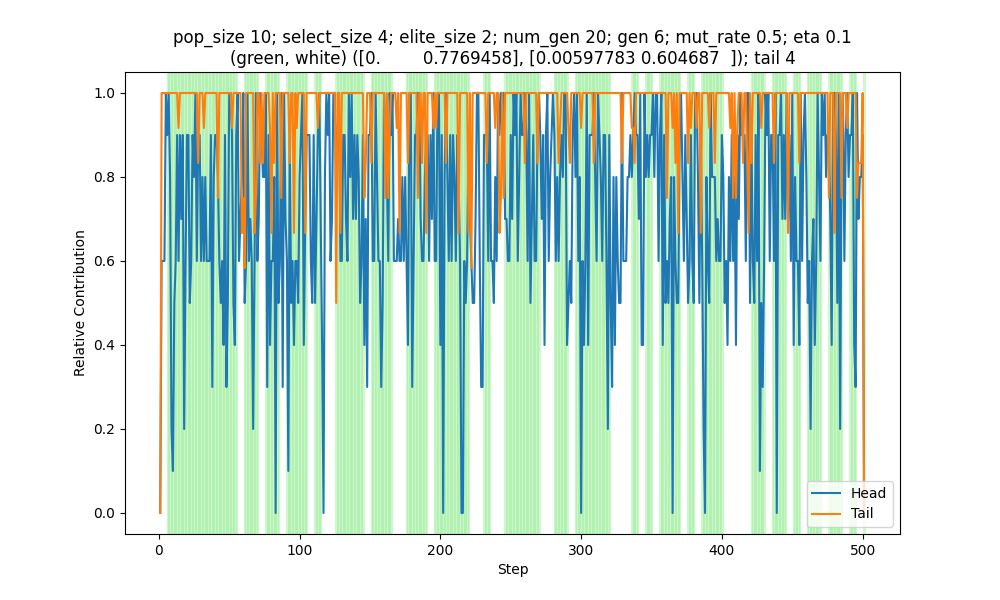 pop_size 10; select_size 4; elite_size 2; num_gen 20; gen 6; mut_rate 0.5; eta 0.1
(green, white) ([0.        0.7769458], [0.00597783 0.604687  ]); tail 4
1.0
0.8
0.6
0.4
0.2
0.0
Relative Contribution
Head
Tail
0
100
200
300
400
500
Step